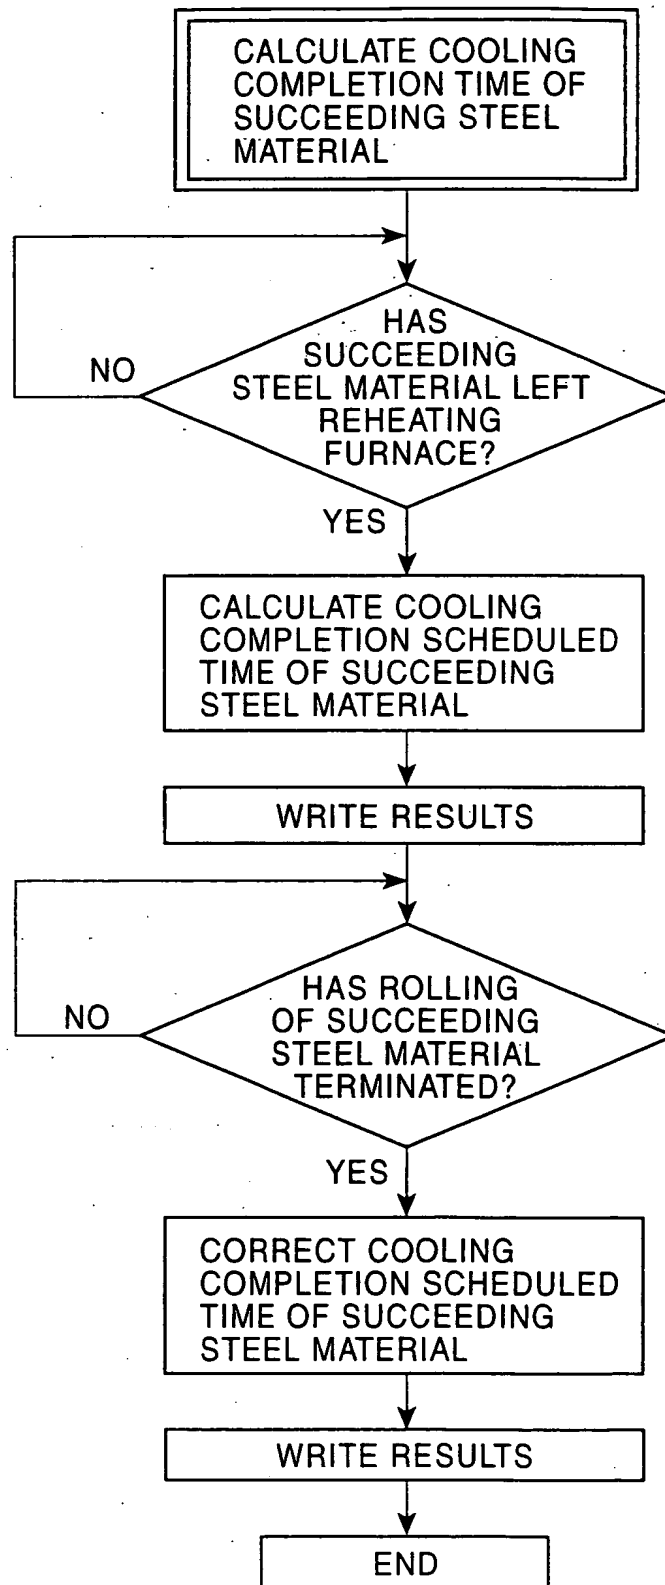 CALCULATE COOLING
COMPLETION TIME OF
SUCCEEDING STEEL
MATERIAL
HAS
SUCCEEDING
STEEL MATERIAL LEFT
REHEATING
FURNACE?
NO
YES
CALCULATE COOLING
COMPLETION SCHEDULED
TIME OF SUCCEEDING
STEEL MATERIAL
WRITE RESULTS
HAS ROLLING
OF SUCCEEDING
STEEL MATERIAL
TERMINATED?
NO
YES
CORRECT COOLING
COMPLETION SCHEDULED
TIME OF SUCCEEDING
STEEL MATERIAL
WRITE RESULTS
END